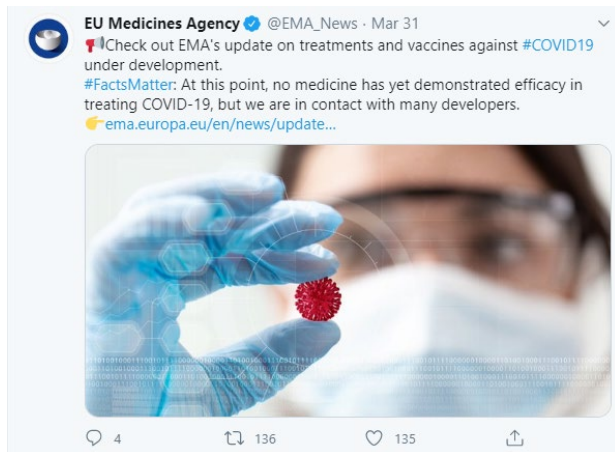 EU Medicines Agency @EMA_News · Mar 31
Check out EMA's update on treatments and vaccines against #COVID19
under development.
#FactsMatter: At this point, no medicine has yet demonstrated efficacy in
treating COVID-19, but we are in contact with many developers.
ema.europa.eu/en/news/update...
4 136 135